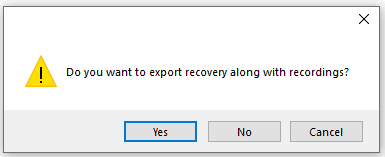 Do you want to export recovery along with recordings?
Yes No Cancel